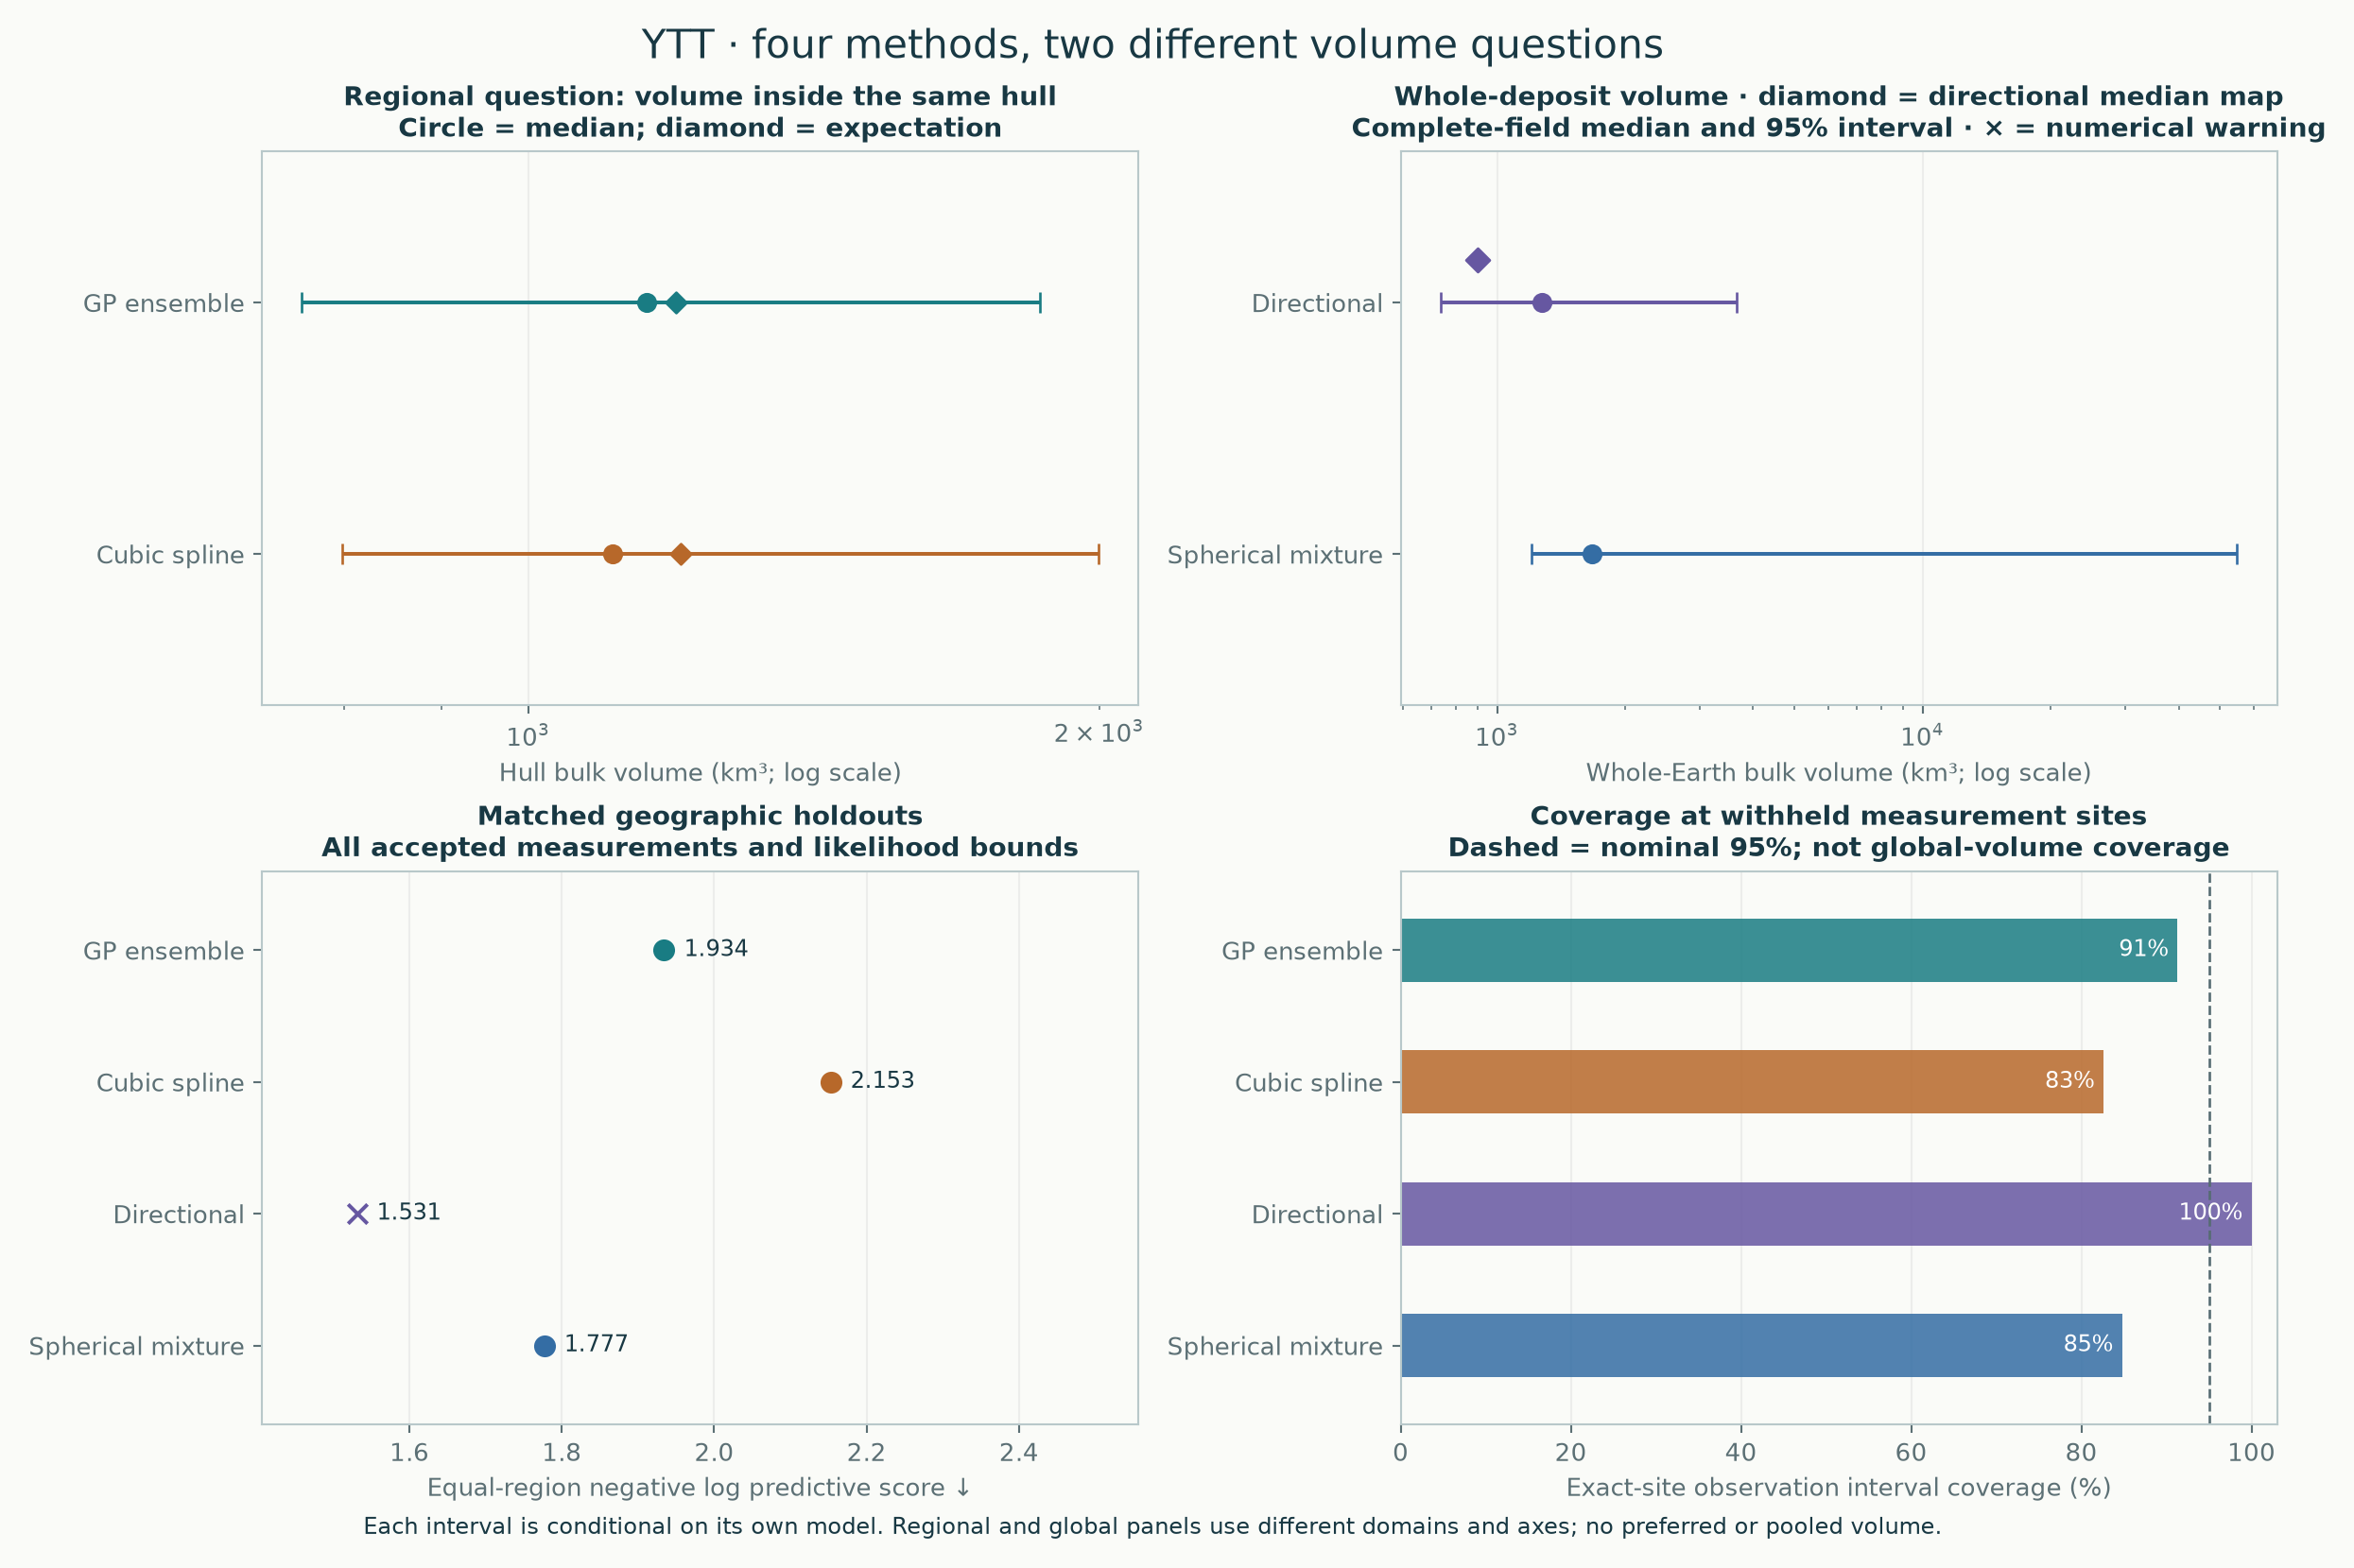 YTT · four methods, two different volume questions
Regional question: volume inside the same hull
Circle = median; diamond = expectation
GP ensemble
Cubic spline
10³
2 × 10³
Hull bulk volume (km³; log scale)
Whole-deposit volume · diamond = directional median map
Complete-field median and 95% interval · × = numerical warning
Directional
Spherical mixture
10³
10⁴
Whole-Earth bulk volume (km³; log scale)
Matched geographic holdouts
All accepted measurements and likelihood bounds
GP ensemble
1.934
Cubic spline
2.153
Directional
1.531
Spherical mixture
1.777
1.6
1.8
2.0
2.2
2.4
Equal-region negative log predictive score ↓
Coverage at withheld measurement sites
Dashed = nominal 95%; not global-volume coverage
GP ensemble
91%
Cubic spline
83%
Directional
100%
Spherical mixture
85%
0
20
40
60
80
100
Exact-site observation interval coverage (%)
Each interval is conditional on its own model. Regional and global panels use different domains and axes; no preferred or pooled volume.